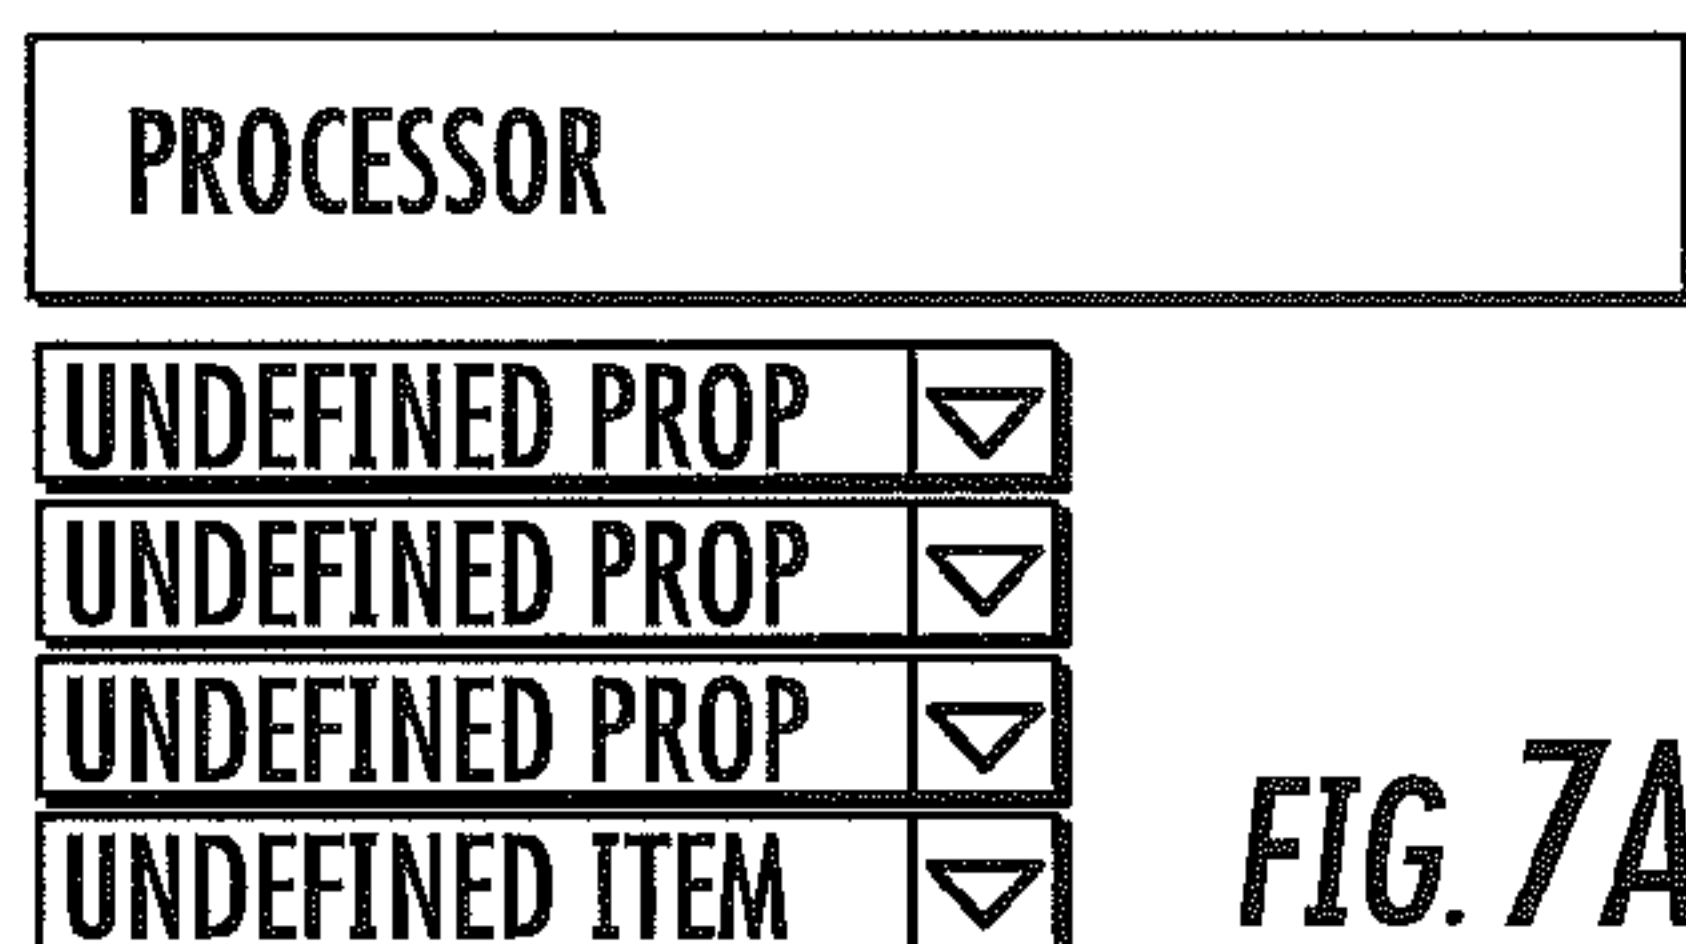 PROCESSOR
UNDEFINED PROP
UNDEFINED PROP
UNDEFINED PROP
UNDEFINED ITEM
FIG. 7A